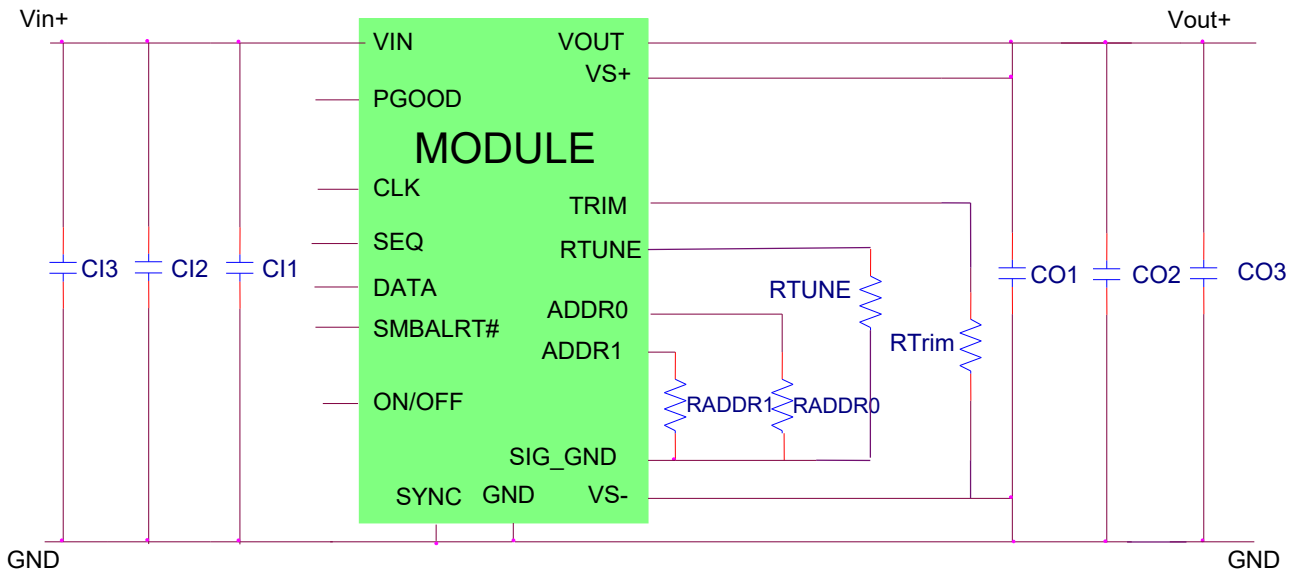 Vin+
Vout+
VIN
VOUT
VS+
PGOOD
MODULE
CLK
TRIM
SEQ
RTUNE
CI3
CI2
CI1
CO1
CO2
CO3
DATA
RTUNE
ADDR0
SMBALRT#
RTrim
ADDR1
ON/OFF
RADDR1
RADDR0
SIG_GND
SYNC
GND
VS-
GND
GND